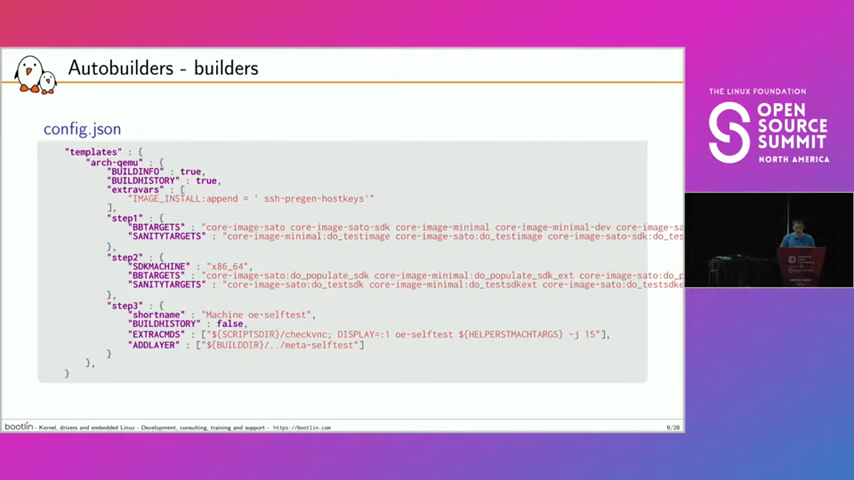 Autobuilders - builders
THE LINUX FOUNDATION
OPEN
SOURCE
SUMMIT
NORTH AMERICA
config.json
"templates" : {
"arch-qemu" : {
"BUILDINFO" : true,
"BUILDHISTORY" : true,
"extravars" : [
"IMAGE_INSTALL:append = ' ssh-pregen-hostkeys'"
],
"step1" : {
"BBTARGETS" : "core-image-sato core-image-sato-sdk core-image-minimal core-image-minimal-dev core-image-sa
"SANITYTARGETS" : "core-image-minimal:do_testimage core-image-sato:do_testimage core-image-sato-sdk:do_tes
},
"step2" : {
"SDKMACHINE" : "x86_64",
"BBTARGETS" : "core-image-sato:do_populate_sdk core-image-minimal:do_populate_sdk_ext core-image-sato:do_p
"SANITYTARGETS" : "core-image-sato:do_testsdk core-image-minimal:do_testsdkext core-image-sato:do_testsdke
},
"step3" : {
"shortname" : "Machine oe-selftest",
"BUILDHISTORY" : false,
"EXTRACMDS" : ["${SCRIPTSDIR}/checkvnc; DISPLAY=:1 oe-selftest ${HELPERSTMACHTARGS} -j 15"],
"ADDLAYER" : ["${BUILDDIR}/../meta-selftest"]
}
},
}
bootlin - Kernel, drivers and embedded Linux - Development, consulting, training and support - https://bootlin.com
9/28